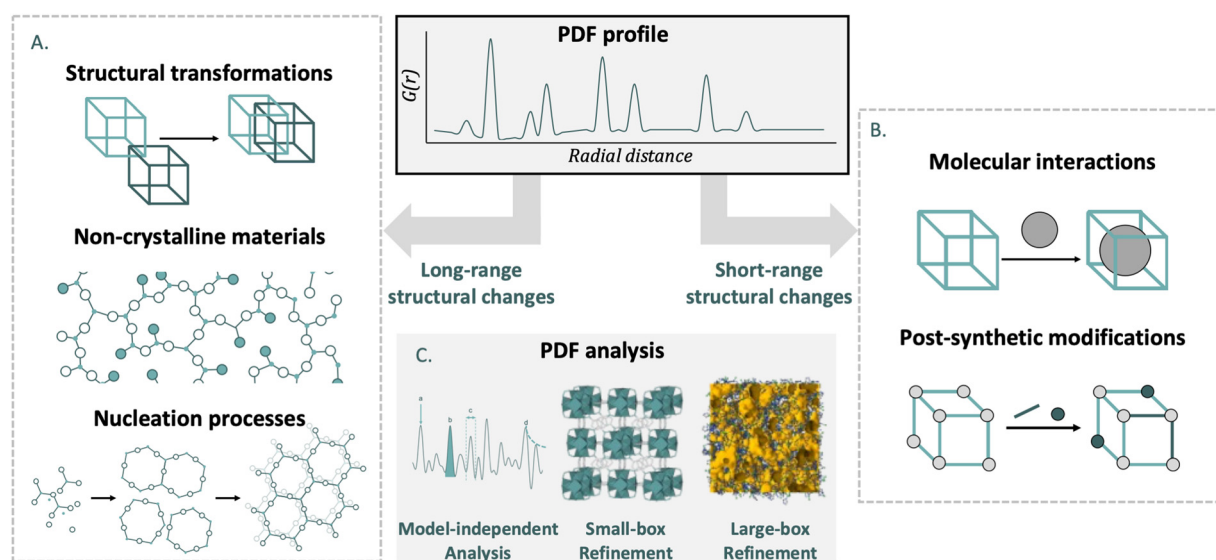 A.
Structural transformations
Non-crystalline materials
Nucleation processes
PDF profile
G(r)
Radial distance
Long-range
structural changes
Short-range
structural changes
C.
PDF analysis
a
b
c
d
Model-independent
Analysis
Small-box
Refinement
Large-box
Refinement
B.
Molecular interactions
Post-synthetic modifications